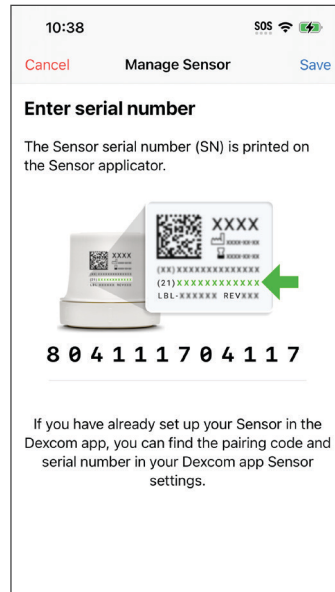 10:38
SOS
Cancel
Manage Sensor
Save
Enter serial number
The Sensor serial number (SN) is printed on
the Sensor applicator.
XXXX
XXXX
(XX)XXXXXXXXXXXXX
(21)XXXXXXXXXXXX
LBL-XXXXXX REVXXX
804111704117
If you have already set up your Sensor in the
Dexcom app, you can find the pairing code and
serial number in your Dexcom app Sensor
settings.